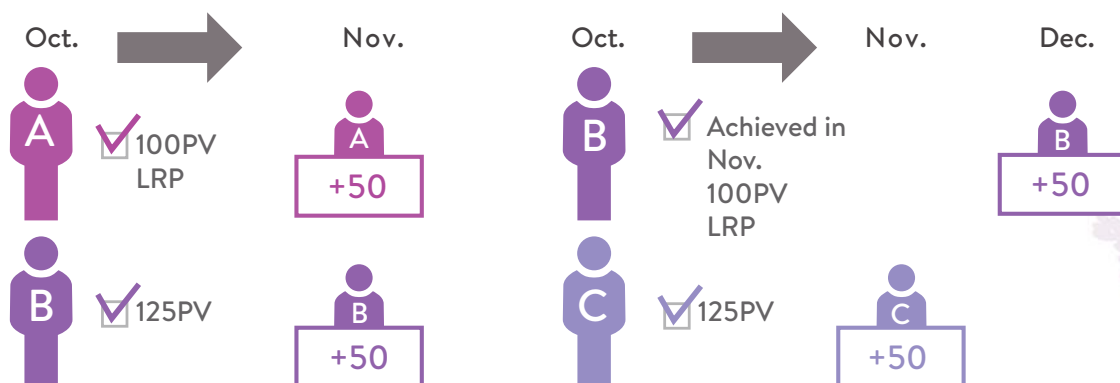 Oct.
Nov.
A
100PV
LRP
A
+50
B
125PV
B
+50
Oct.
Nov.
Dec.
B
Achieved in
Nov.
100PV
LRP
B
+50
C
125PV
C
+50